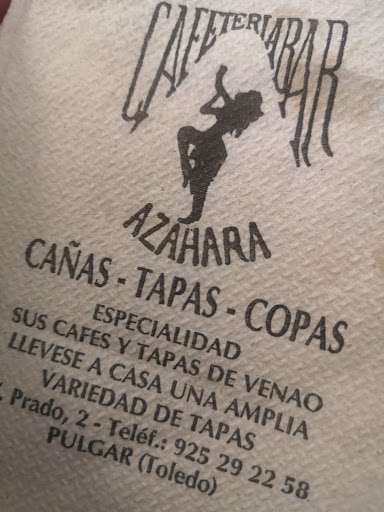 CAFETERIA BAR
AZAHARA
CAÑAS - TAPAS - COPAS
ESPECIALIDAD
SUS CAFES Y TAPAS DE VENAO
LLEVESE A CASA UNA AMPLIA
VARIEDAD DE TAPAS
Prado, 2 - Teléf.: 925 29 22 58
PULGAR (Toledo)